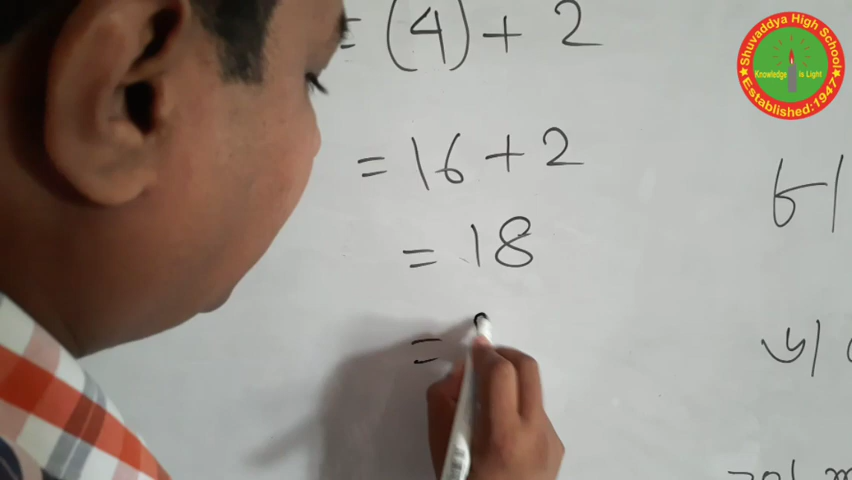 = (4) + 2
= 16 + 2
= 18
=
Shuvaddya High School
Knowledge is Light
★Established:1947★
চ|